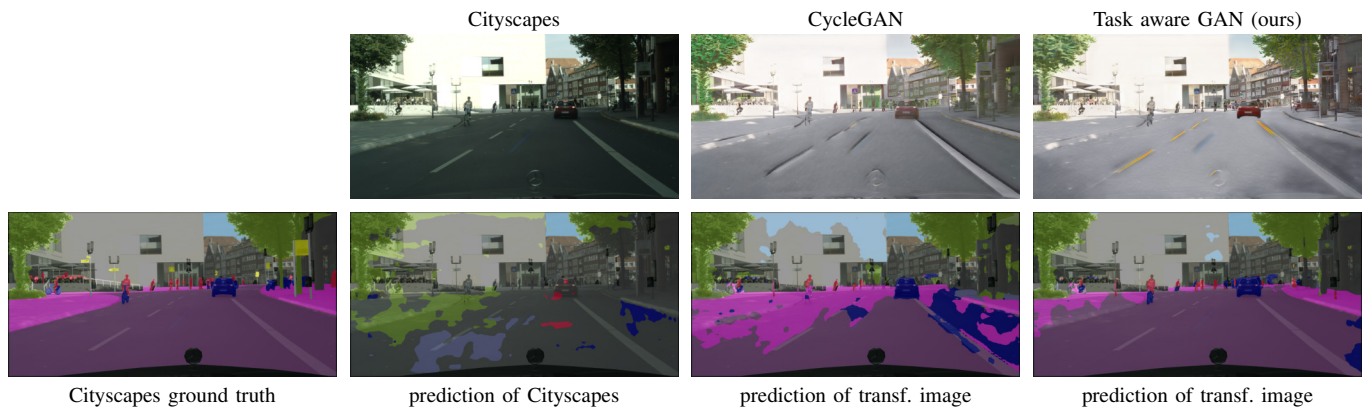 Cityscapes
CycleGAN
Task aware GAN (ours)
Cityscapes ground truth
prediction of Cityscapes
prediction of transf. image
prediction of transf. image